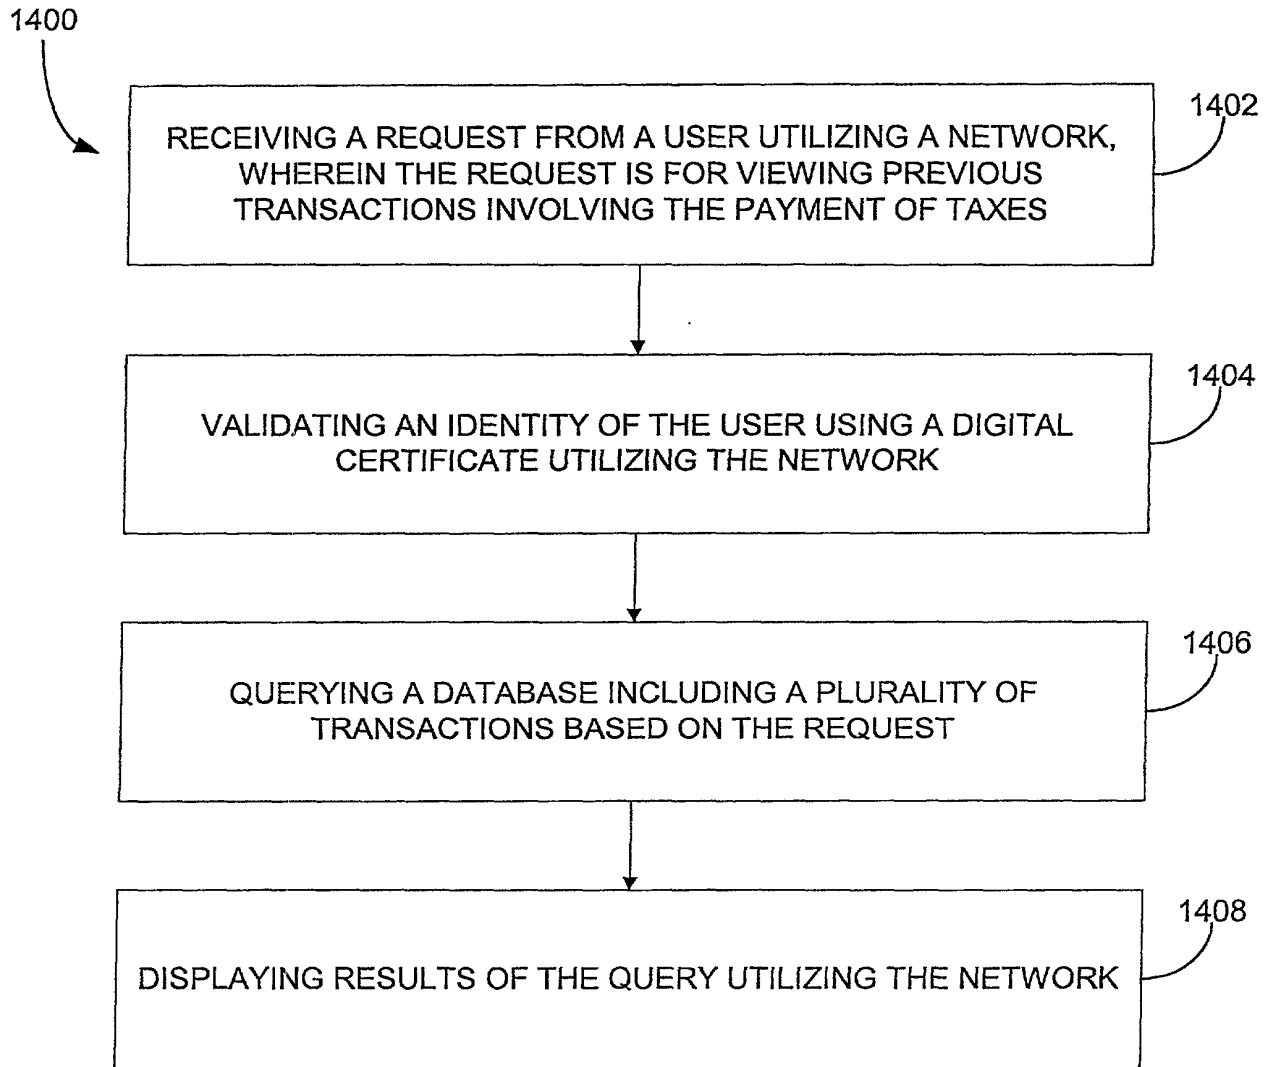 1400
1402
RECEIVING A REQUEST FROM A USER UTILIZING A NETWORK,
WHEREIN THE REQUEST IS FOR VIEWING PREVIOUS
TRANSACTIONS INVOLVING THE PAYMENT OF TAXES
1404
VALIDATING AN IDENTITY OF THE USER USING A DIGITAL
CERTIFICATE UTILIZING THE NETWORK
1406
QUERYING A DATABASE INCLUDING A PLURALITY OF
TRANSACTIONS BASED ON THE REQUEST
1408
DISPLAYING RESULTS OF THE QUERY UTILIZING THE NETWORK